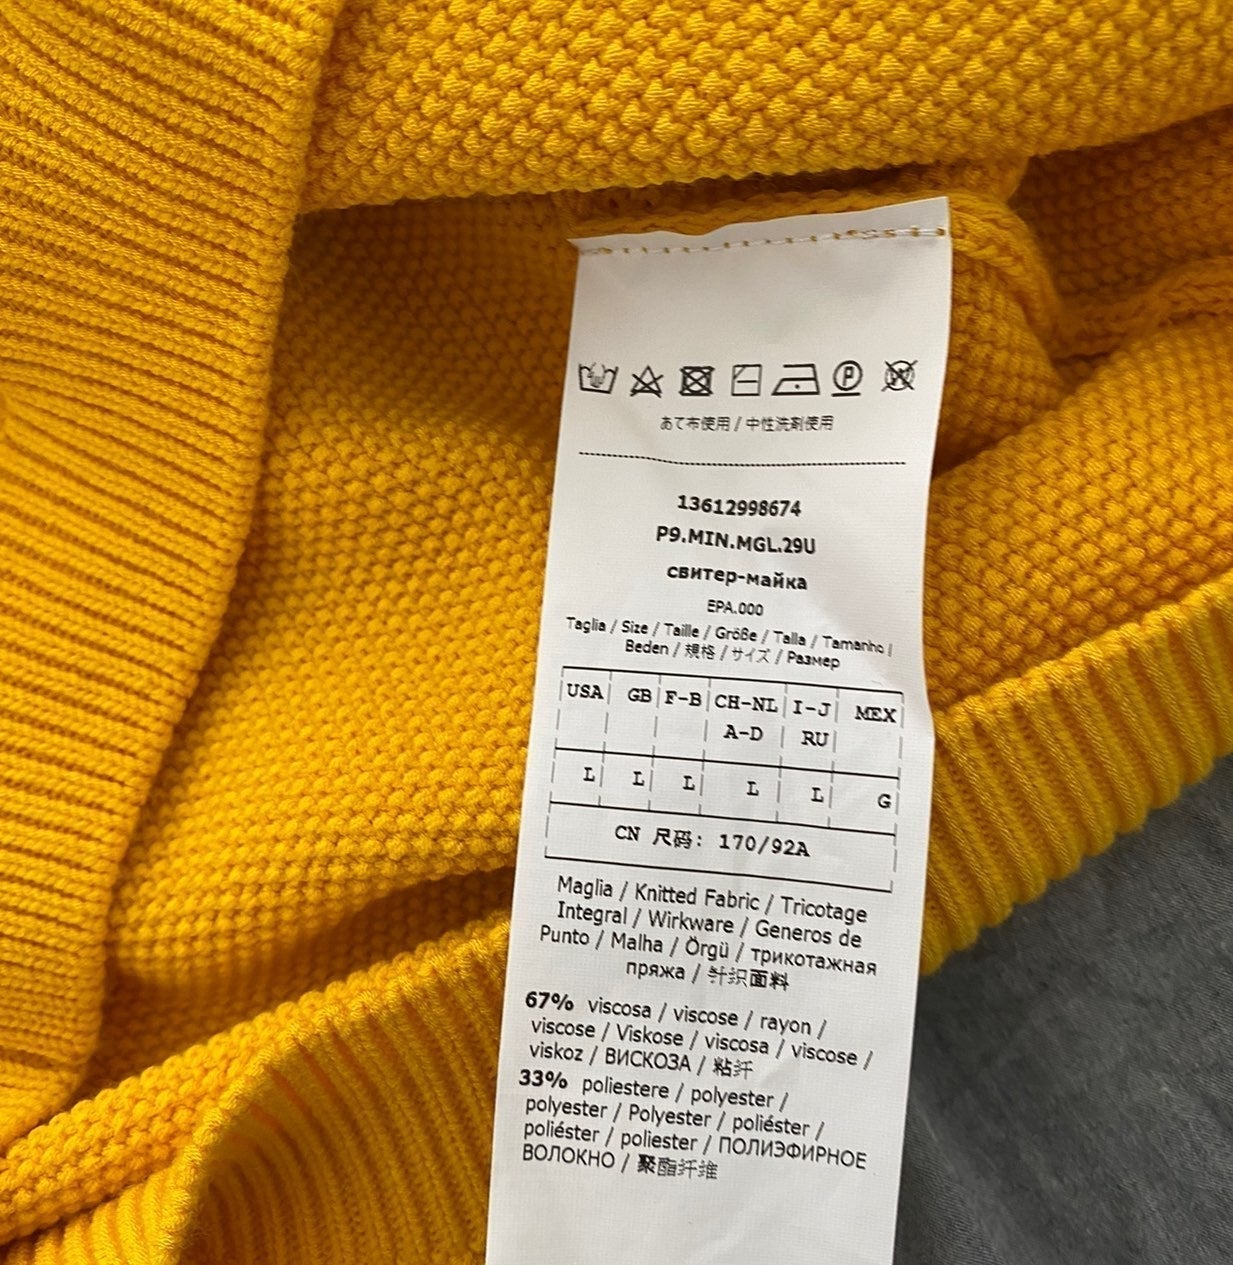 P
W
あて布使用 / 中性洗剤使用
13612998674
P9.MIN.MGL.29U
свитер-майка
EPA.000
Taglia / Size / Taille / Größe / Talla / Tamanho /
Beden / 規格 / サイズ / Размер
USA GB F-B CH-NL I-J MEX
A-D RU
L L L L L G
CN 尺码: 170/92A
Maglia / Knitted Fabric / Tricotage
Integral / Wirkware / Generos de
Punto / Malha / Örgü / трикотажная
пряжа / 针织面料
67% viscosa / viscose / rayon /
viscose / Viskose / viscosa / viscose /
viskoz / ВИСКОЗА / 粘纤
33% poliestere / polyester /
polyester / Polyester / poliéster /
poliéster / poliester / ПОЛИЭФИРНОЕ
ВОЛОКНО / 聚酯纤维